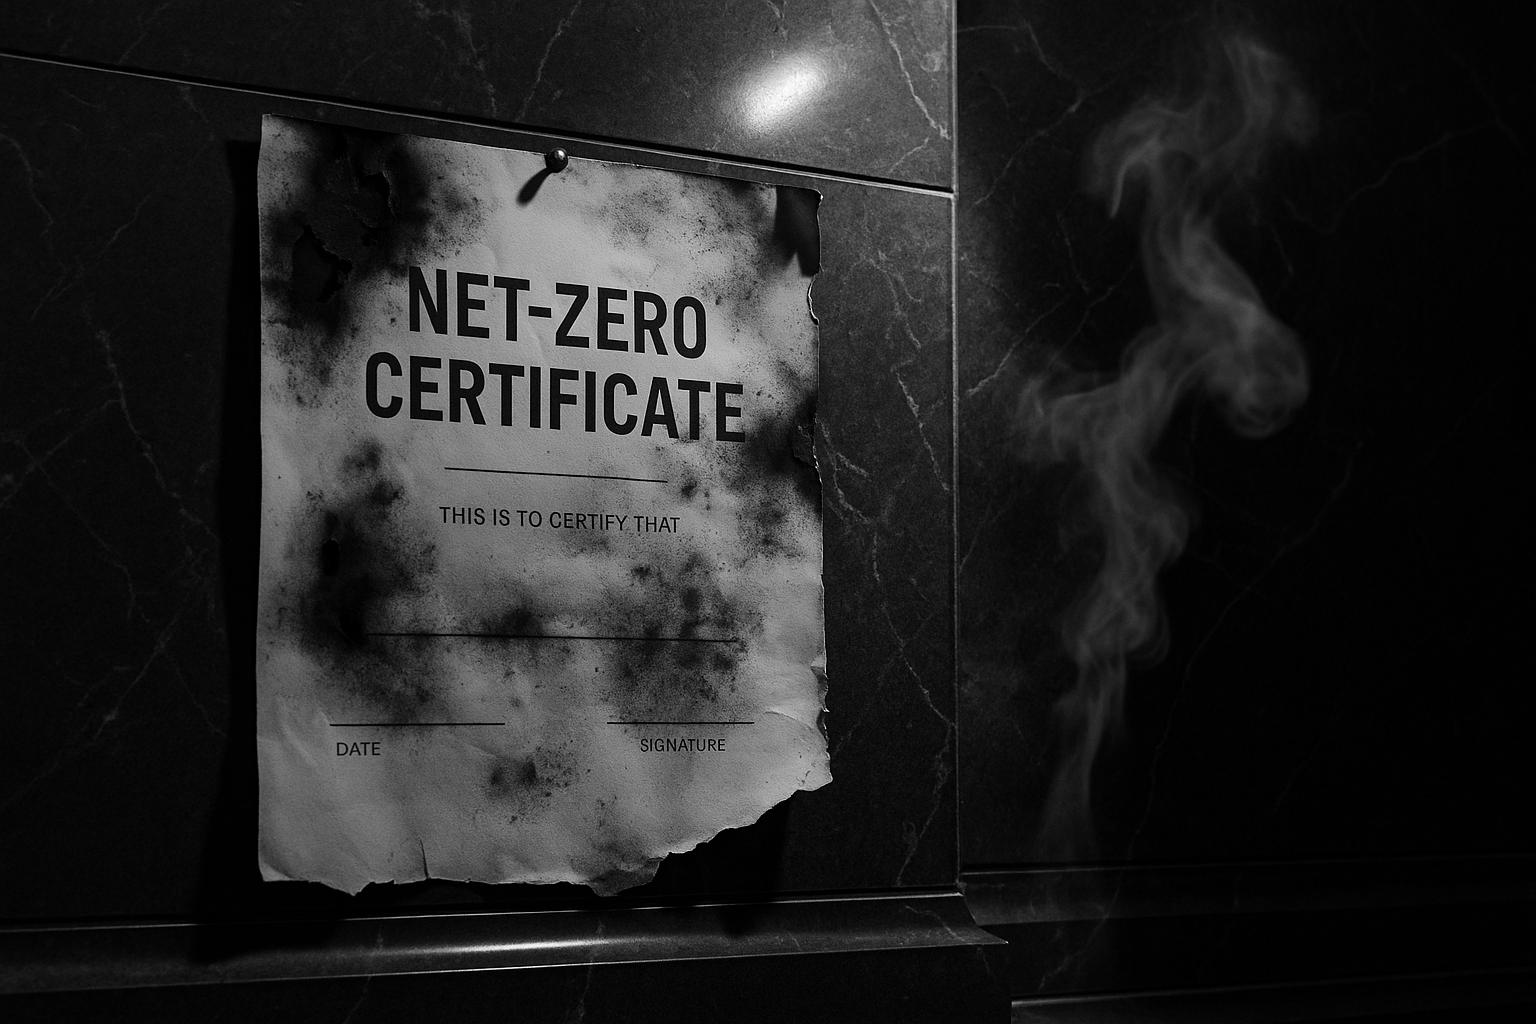 NET-ZERO
CERTIFICATE
THIS IS TO CERTIFY THAT
DATE
SIGNATURE